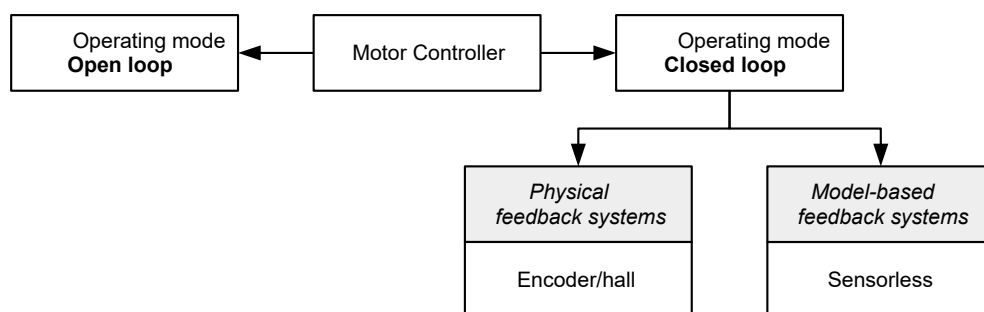 Operating mode
Open loop
Motor Controller
Operating mode
Closed loop
Physical
feedback systems
Model-based
feedback systems
Encoder/hall
Sensorless